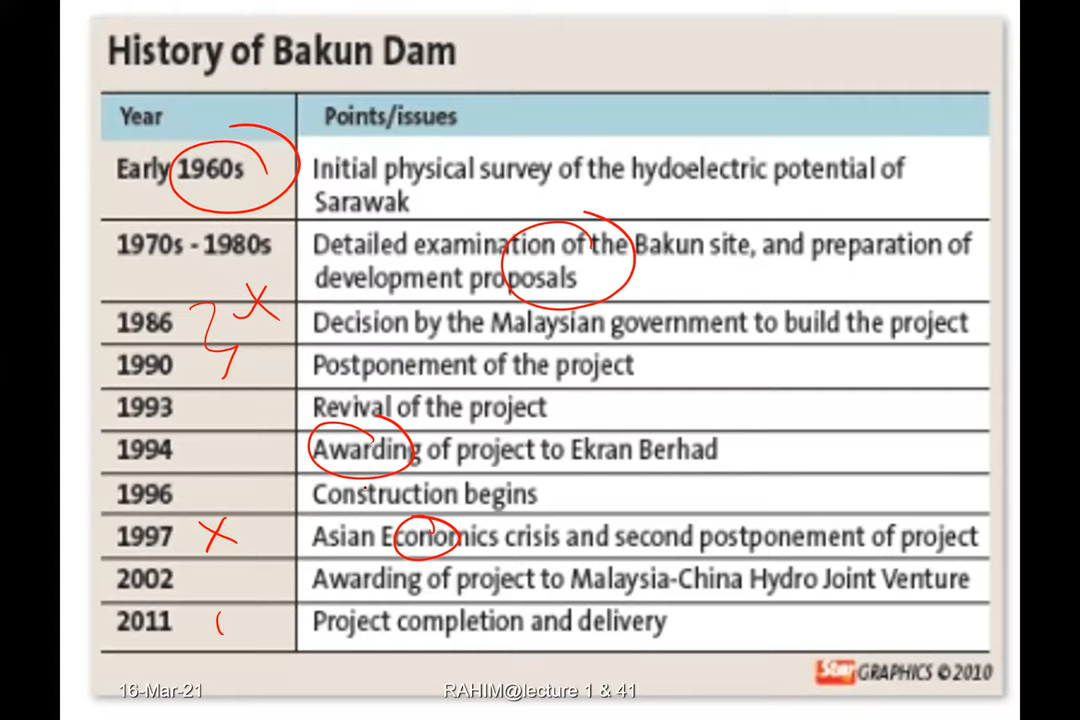 History of Bakun Dam
Year Points/issues
Early 1960s Initial physical survey of the hydoelectric potential of
Sarawak
1970s - 1980s Detailed examination of the Bakun site, and preparation of
development proposals
1986 Decision by the Malaysian government to build the project
1990 Postponement of the project
1993 Revival of the project
1994 Awarding of project to Ekran Berhad
1996 Construction begins
1997 Asian Economics crisis and second postponement of project
2002 Awarding of project to Malaysia-China Hydro Joint Venture
2011 Project completion and delivery
Star GRAPHICS © 2010
16-Mar-21 RAHIM@lecture 1 & 41